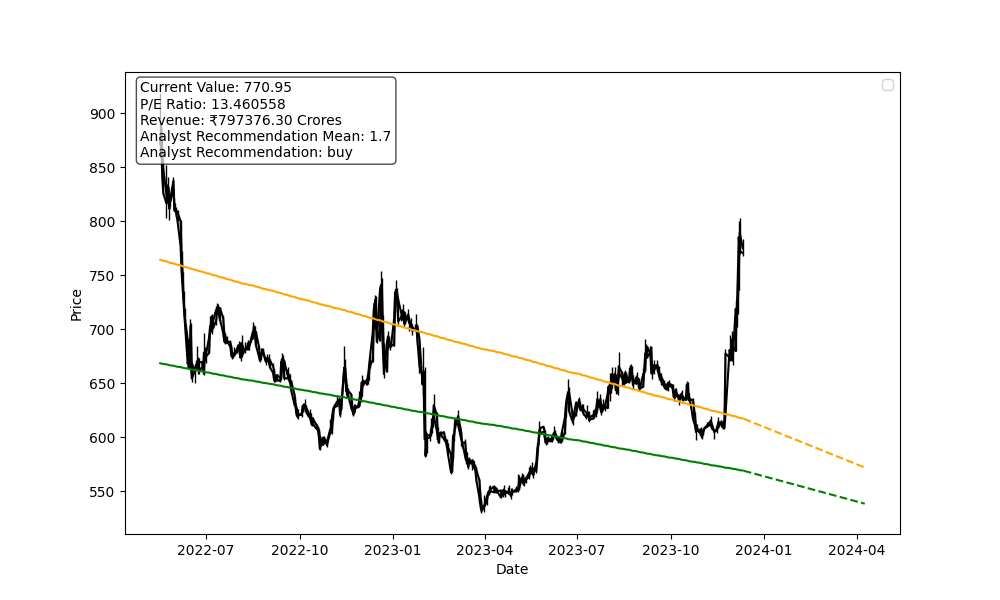 Current Value: 770.95
P/E Ratio: 13.460558
Revenue: ₹797376.30 Crores
Analyst Recommendation Mean: 1.7
Analyst Recommendation: buy
900
850
800
750
700
650
600
550
Price
2022-07 2022-10 2023-01 2023-04 2023-07 2023-10 2024-01 2024-04
Date